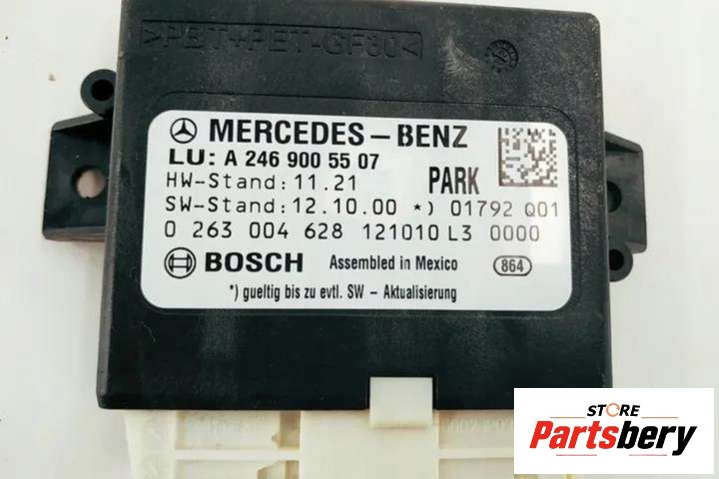 >PBT+PET-GF30<
MERCEDES-BENZ
LU: A 246 900 55 07
HW-Stand: 11.21 PARK
SW-Stand: 12.10.00 *) 01792 Q01
0 263 004 628 121010 L3 0000
BOSCH Assembled in Mexico 864
*) gueltig bis zu evtl. SW - Aktualisierung
STORE
Partsbery